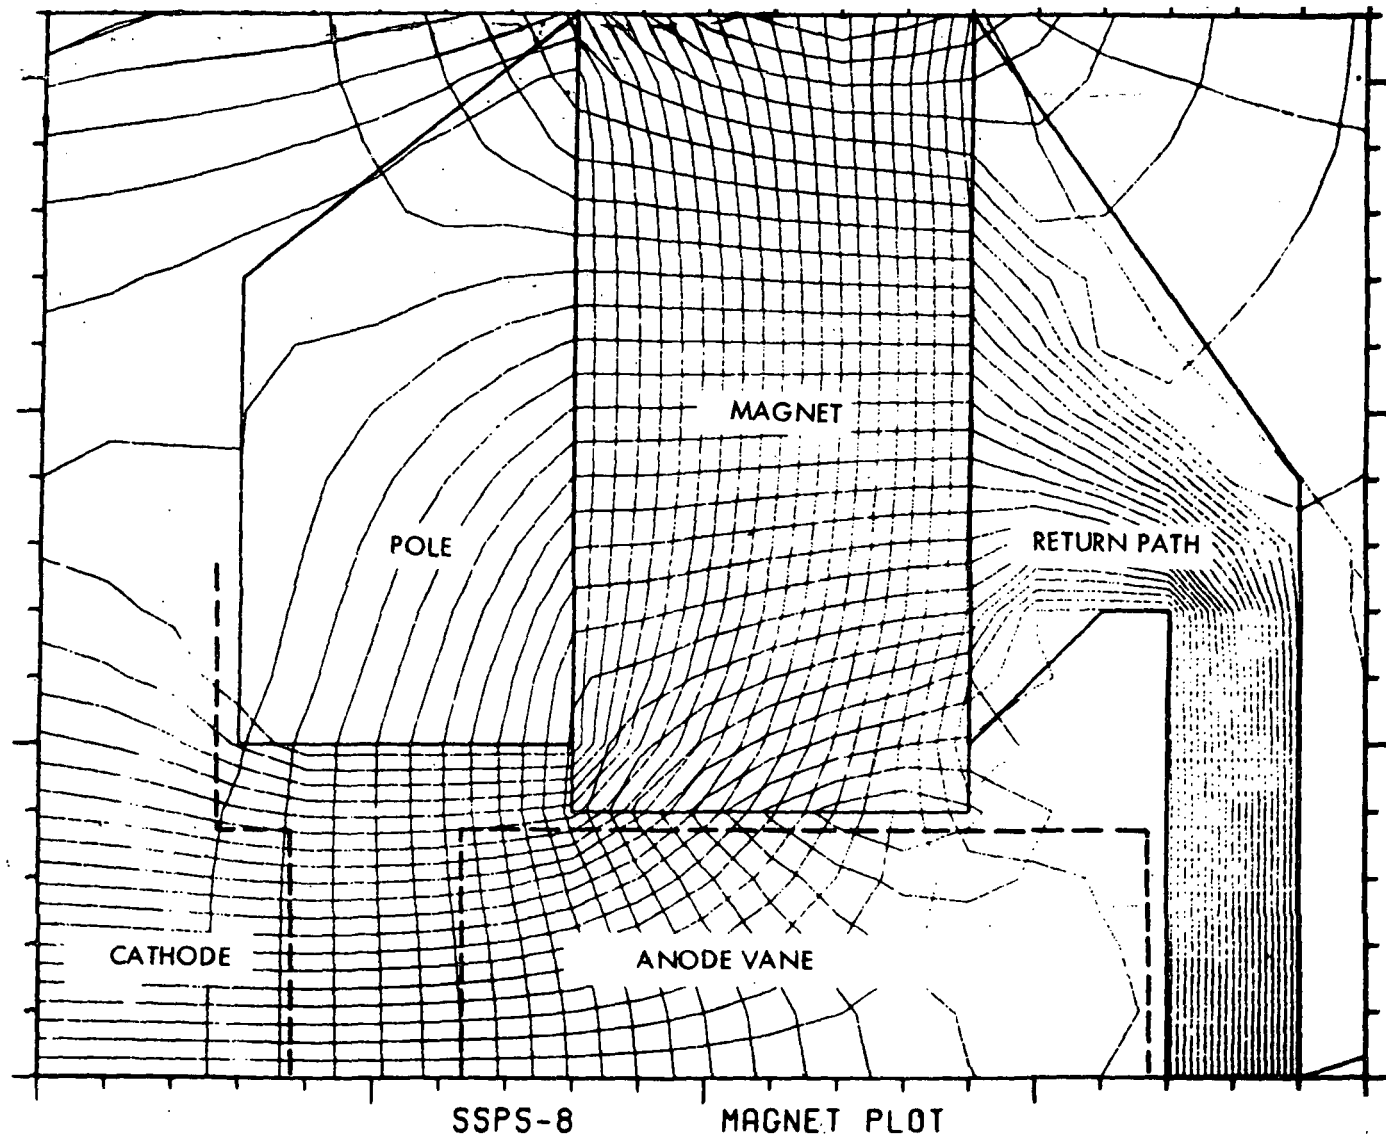 MAGNET
POLE
RETURN PATH
CATHODE
ANODE VANE
SSPS-8 MAGNET PLOT